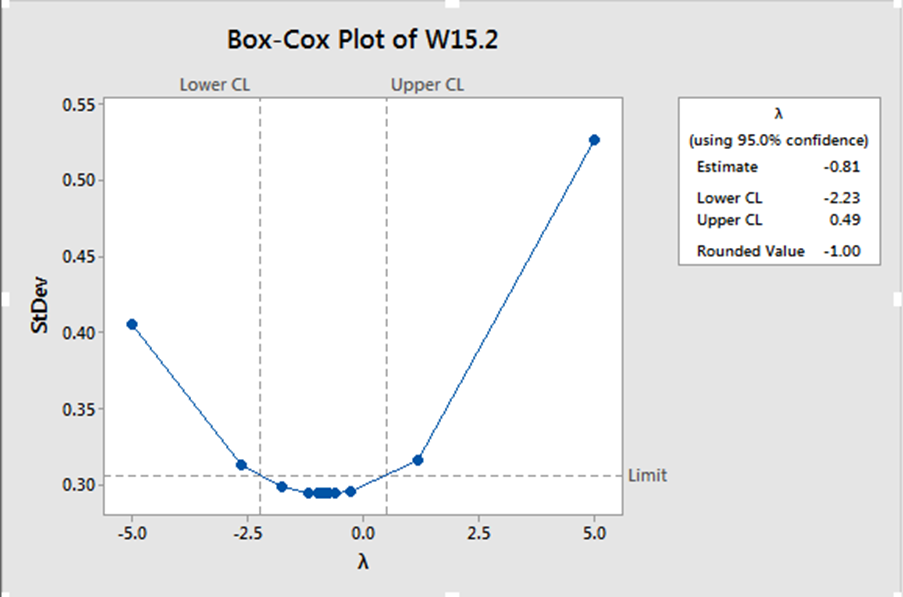 Box-Cox Plot of W15.2
Lower CL
Upper CL
0.55
0.50
0.45
0.40
0.35
0.30
StDev
-5.0
-2.5
0.0
2.5
5.0
λ
Limit
λ
(using 95.0% confidence)
Estimate -0.81
Lower CL -2.23
Upper CL 0.49
Rounded Value -1.00